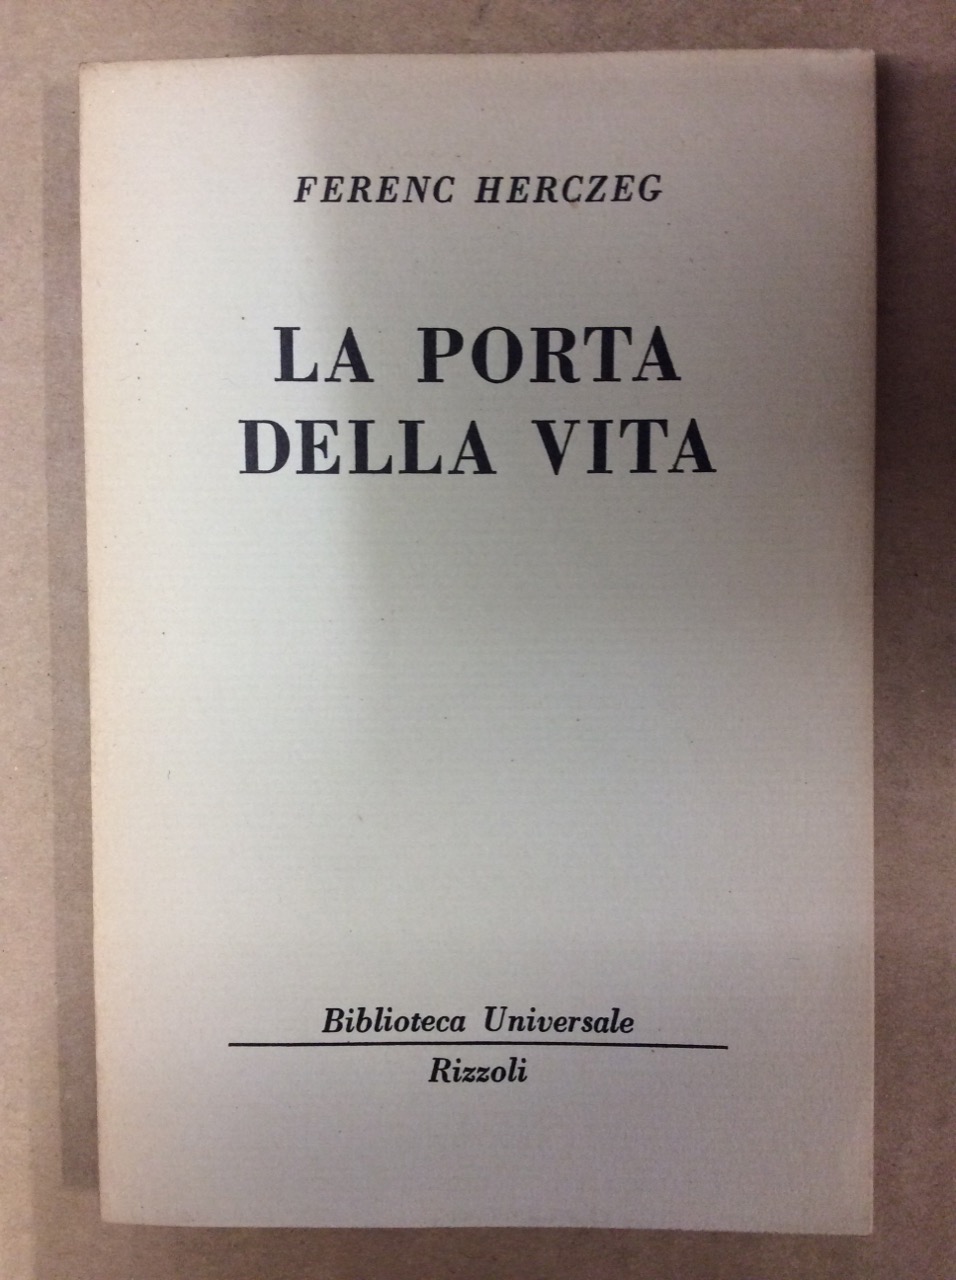 FERENC HERCZEG
LA PORTA
DELLA VITA
Biblioteca Universale
Rizzoli